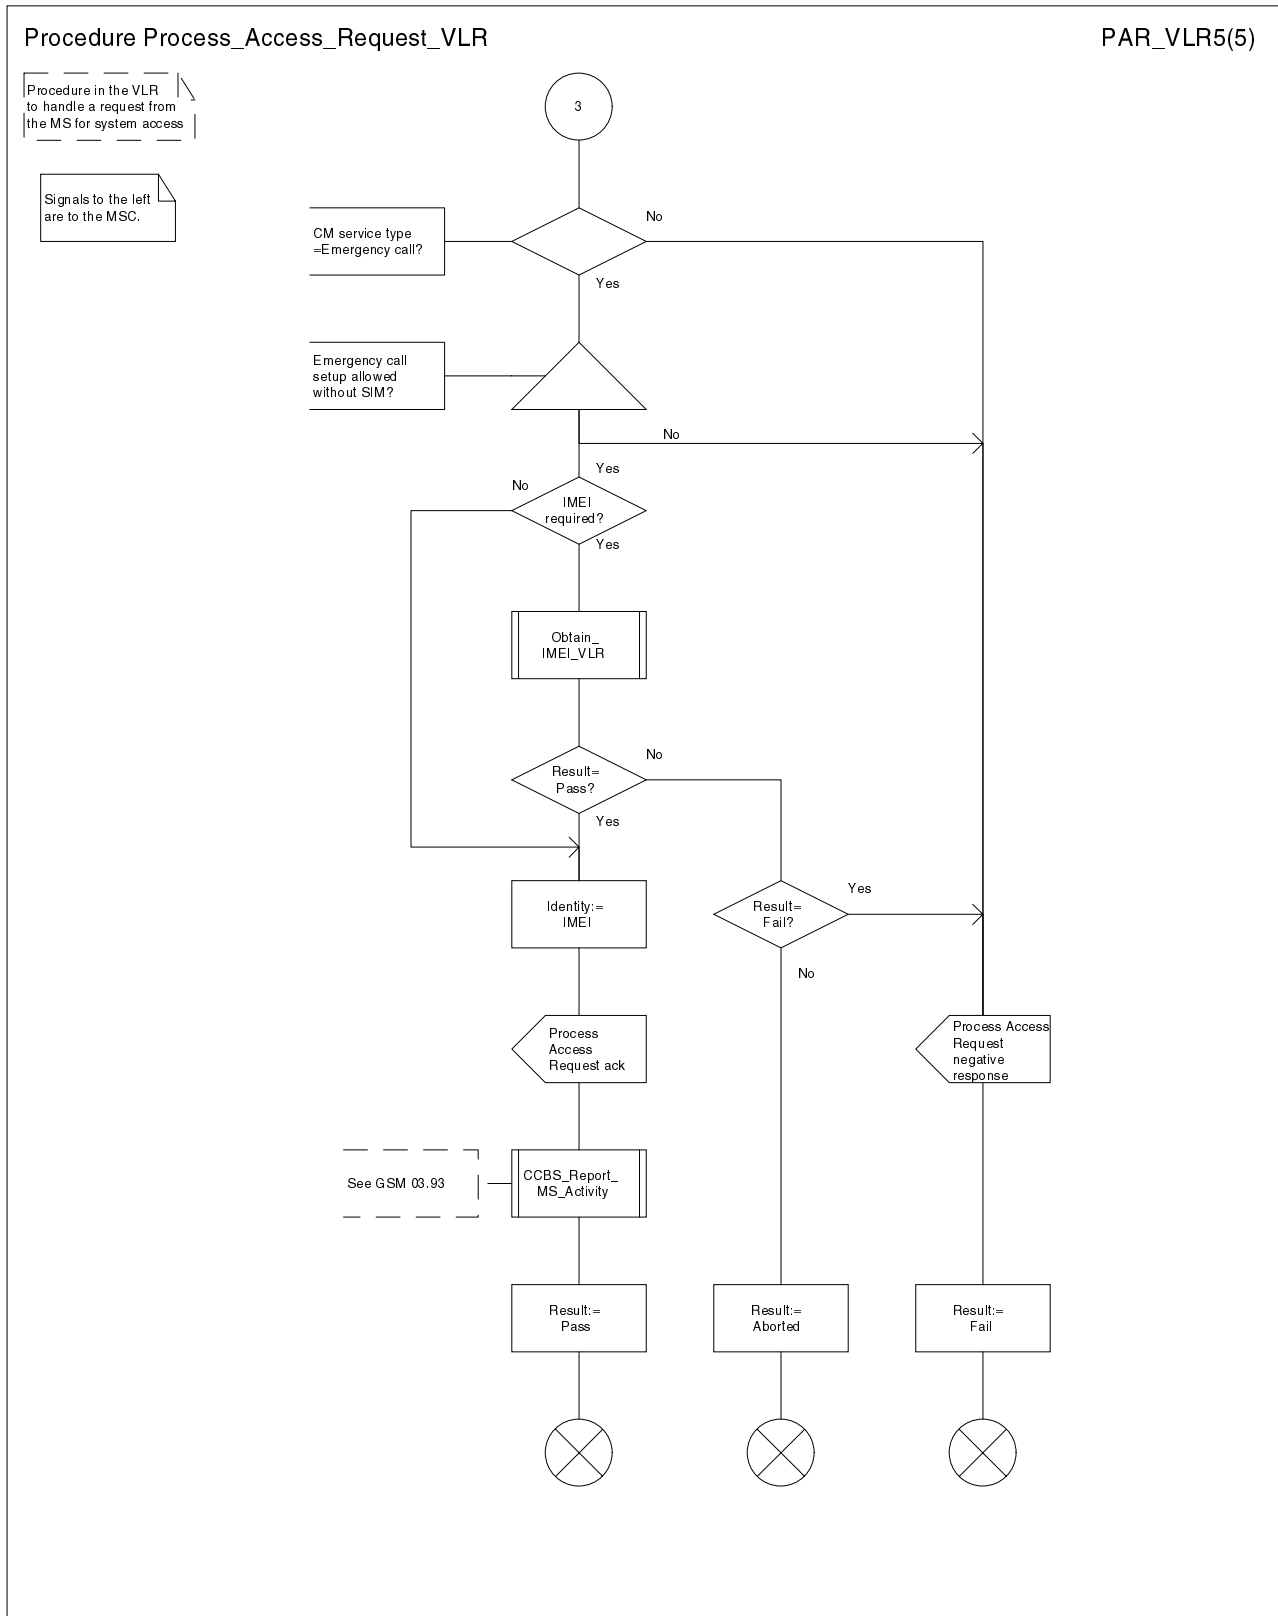 Procedure Process_Access_Request_VLR
PAR_VLR5(5)
Procedure in the VLR
to handle a request from
the MS for system access
3
Signals to the left
are to the MSC.
CM service type
=Emergency call?
No
Yes
Emergency call
setup allowed
without SIM?
No
Yes
No
IMEI
required?
Yes
Obtain_
IMEI_VLR
No
Result=
Pass?
Yes
Identity:=
IMEI
Result=
Fail?
Yes
No
Process
Access
Request ack
Process Access
Request
negative
response
See GSM 03.93
CCBS_Report_
MS_Activity
Result:=
Pass
Result:=
Aborted
Result:=
Fail